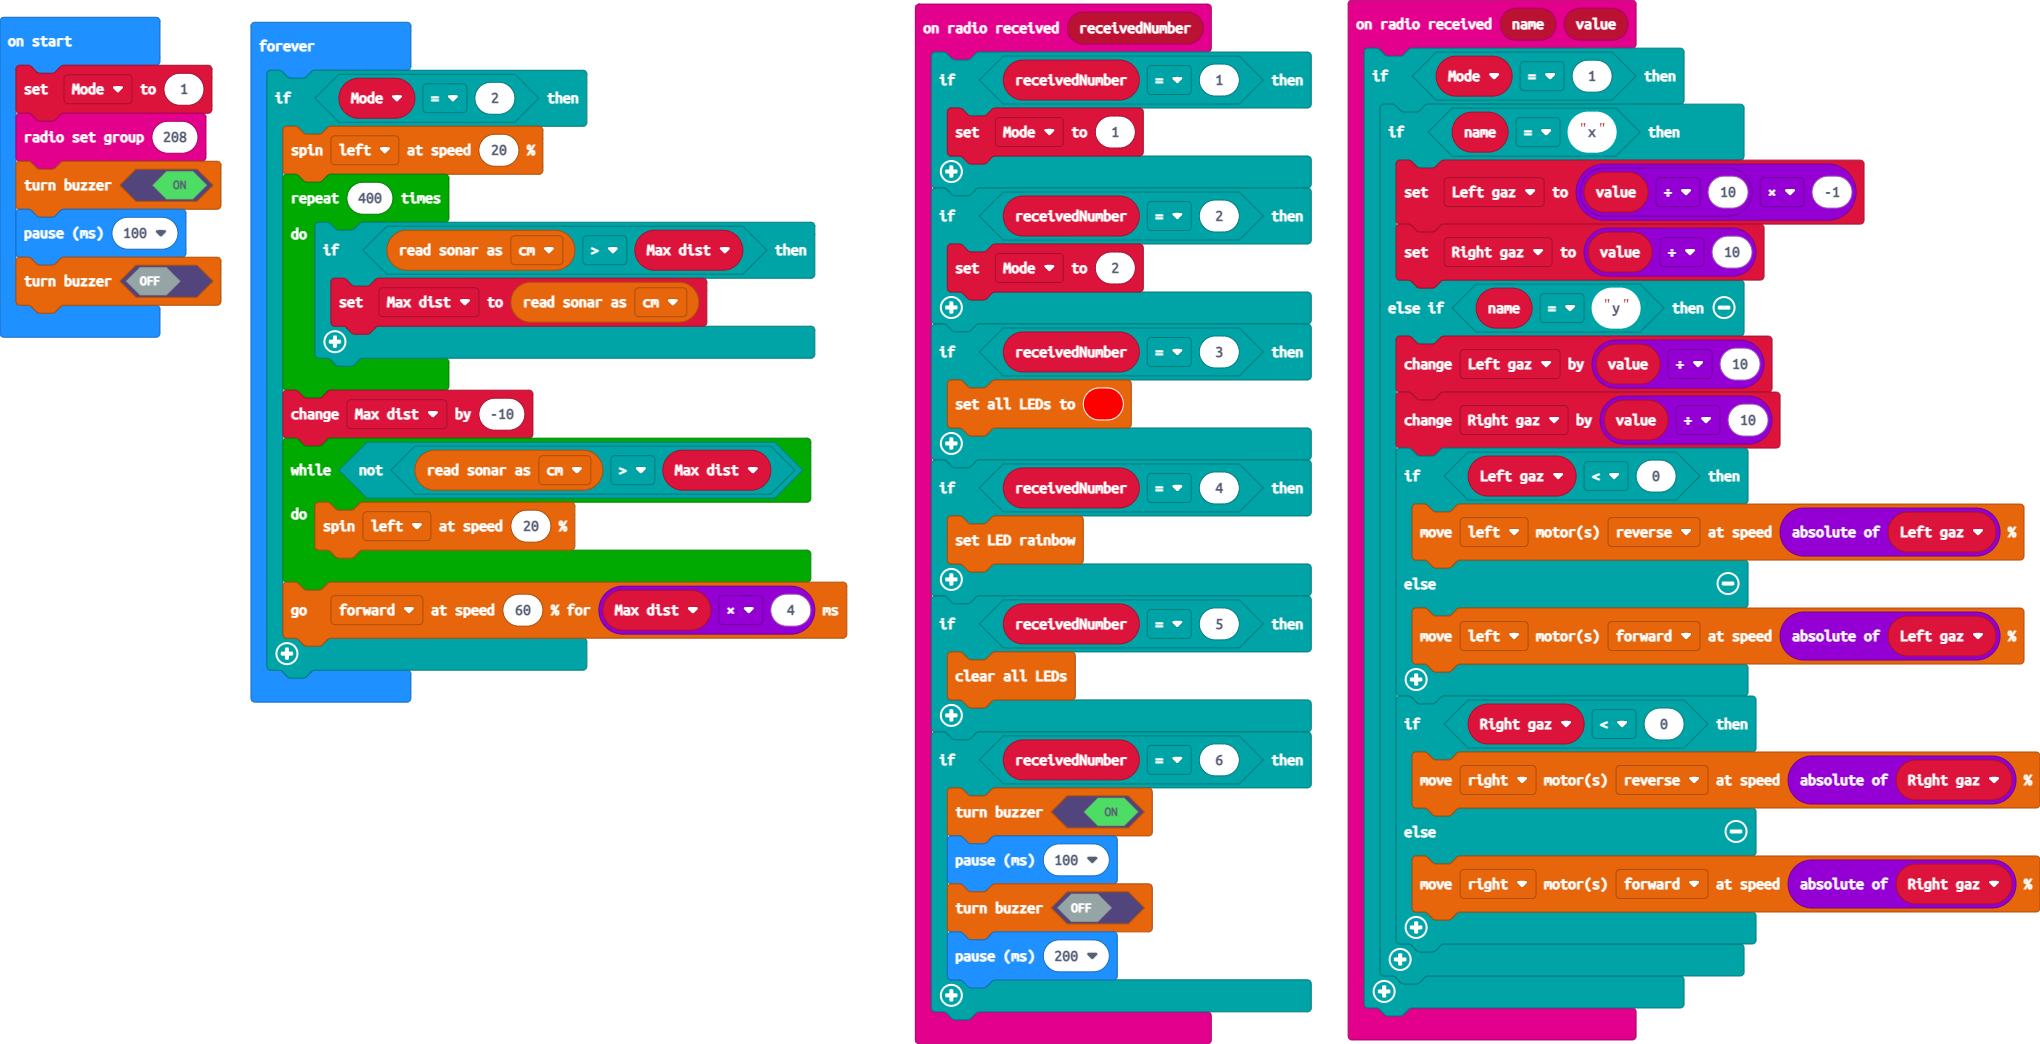 on start
set Mode to 1
radio set group 208
turn buzzer ON
pause (ms) 100
turn buzzer OFF
forever
if Mode = 2 then
spin left at speed 20 %
repeat 400 times
do
if read sonar as cm > Max dist then
set Max dist to read sonar as cm
change Max dist by -10
while not read sonar as cm > Max dist
do
spin left at speed 20 %
go forward at speed 60 % for Max dist × 4 ms
on radio received receivedNumber
if receivedNumber = 1 then
set Mode to 1
if receivedNumber = 2 then
set Mode to 2
if receivedNumber = 3 then
set all LEDs to
if receivedNumber = 4 then
set LED rainbow
if receivedNumber = 5 then
clear all LEDs
if receivedNumber = 6 then
turn buzzer ON
pause (ms) 100
turn buzzer OFF
pause (ms) 200
on radio received name value
if Mode = 1 then
if name = "x" then
set Left gaz to value ÷ 10 × -1
set Right gaz to value ÷ 10
else if name = "y" then
change Left gaz by value ÷ 10
change Right gaz by value ÷ 10
if Left gaz < 0 then
move left motor(s) reverse at speed absolute of Left gaz %
else
move left motor(s) forward at speed absolute of Left gaz %
if Right gaz < 0 then
move right motor(s) reverse at speed absolute of Right gaz %
else
move right motor(s) forward at speed absolute of Right gaz %